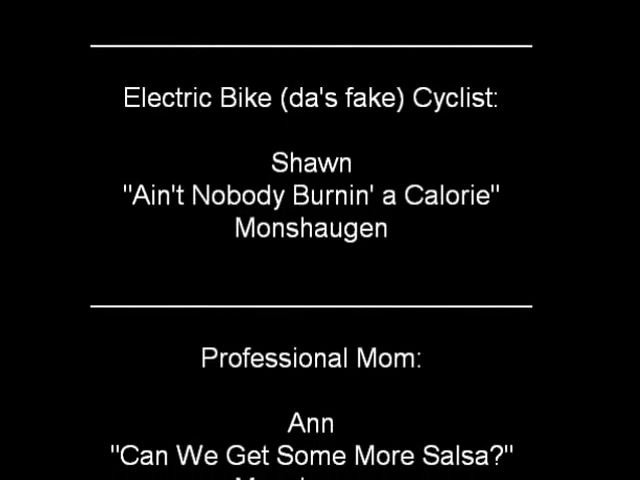 Electric Bike (da's fake) Cyclist:
Shawn
"Ain't Nobody Burnin' a Calorie"
Monshaugen
Professional Mom:
Ann
"Can We Get Some More Salsa?"